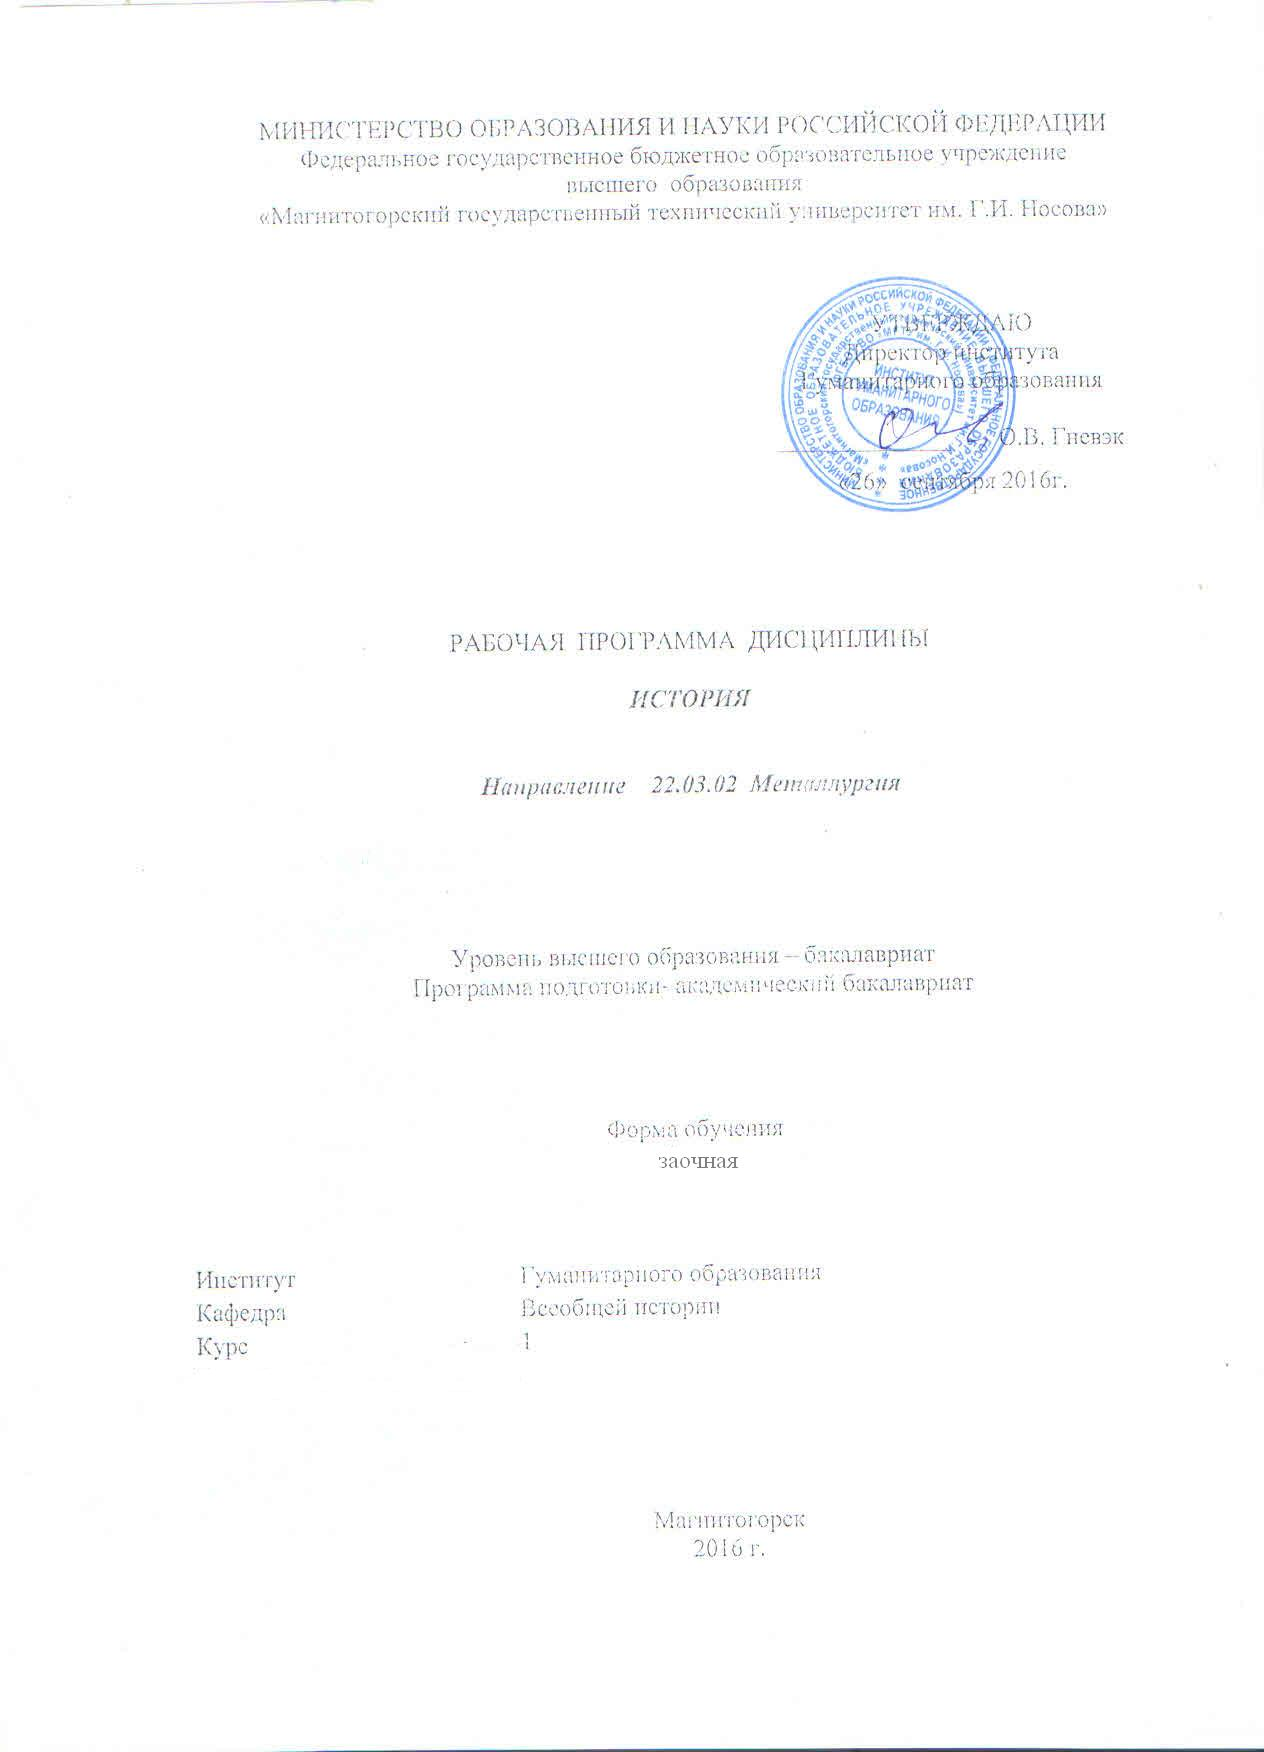 МИНИСТЕРСТВО ОБРАЗОВАНИЯ И НАУКИ РОССИЙСКОЙ ФЕДЕРАЦИИ
Федеральное государственное бюджетное образовательное учреждение
высшего образования
«Магнитогорский государственный технический университет им. Г.И. Носова»
УТВЕРЖДАЮ
Директор института
Гуманитарного образования
О.В. Гневэк
«26» сентября 2016г.
ИНСТИТУТ
ГУМАНИТАРНОГО
ОБРАЗОВАНИЯ
РАБОЧАЯ ПРОГРАММА ДИСЦИПЛИНЫ
ИСТОРИЯ
Направление 22.03.02 Металлургия
Уровень высшего образования – бакалавриат
Программа подготовки- академический бакалавриат
Форма обучения
заочная
Институт Гуманитарного образования
Кафедра Всеобщей истории
Курс 1
Магнитогорск
2016 г.